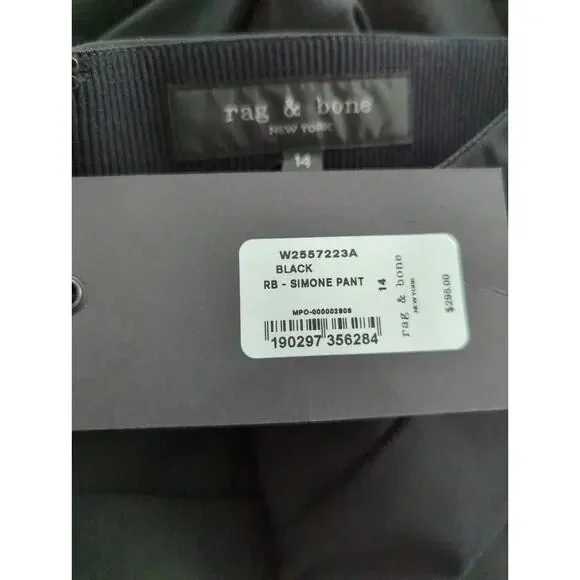 rag & bone
NEW YORK
14
W2557223A
BLACK
RB - SIMONE PANT
14
rag & bone
NEW YORK
$295.00
MPO-000002808
190297 356284